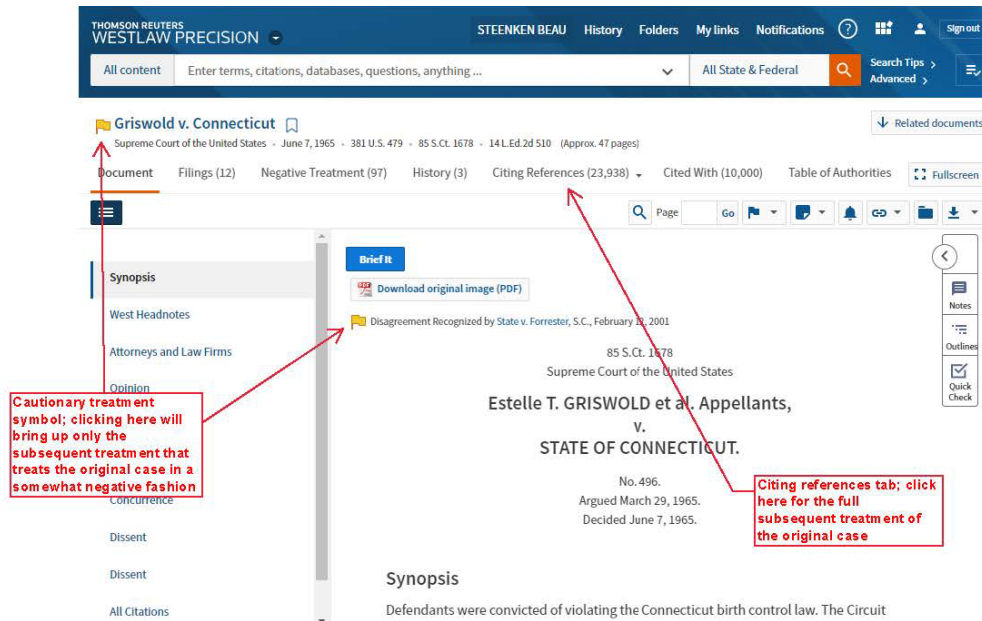 THOMSON REUTERS
WESTLAW PRECISION
STEENKEN BEAU History Folders My links Notifications ? Sign out
All content Enter terms, citations, databases, questions, anything ... All State & Federal Search Tips >
Advanced >
Griswold v. Connecticut
Supreme Court of the United States - June 7, 1965 - 381 U.S. 479 - 85 S.Ct. 1678 - 14 L.Ed.2d 510 (Approx. 47 pages)
Related documents
Document Filings (12) Negative Treatment (97) History (3) Citing References (23,938) Cited With (10,000) Table of Authorities Fullscreen
Page Go
Synopsis
West Headnotes
Attorneys and Law Firms
Opinion
Cautionary treatment
symbol; clicking here will
bring up only the
subsequent treatment that
treats the original case in a
somewhat negative fashion
Concurrence
Dissent
Dissent
All Citations
Brief It
Download original image (PDF)
Disagreement Recognized by State v. Forrester, S.C., February 12, 2001
85 S.Ct. 1678
Supreme Court of the United States
Estelle T. GRISWOLD et al. Appellants,
v.
STATE OF CONNECTICUT.
No. 496.
Argued March 29, 1965.
Decided June 7, 1965.
Citing references tab; click
here for the full
subsequent treatment of
the original case
Synopsis
Defendants were convicted of violating the Connecticut birth control law. The Circuit
Notes
Outlines
Quick
Check